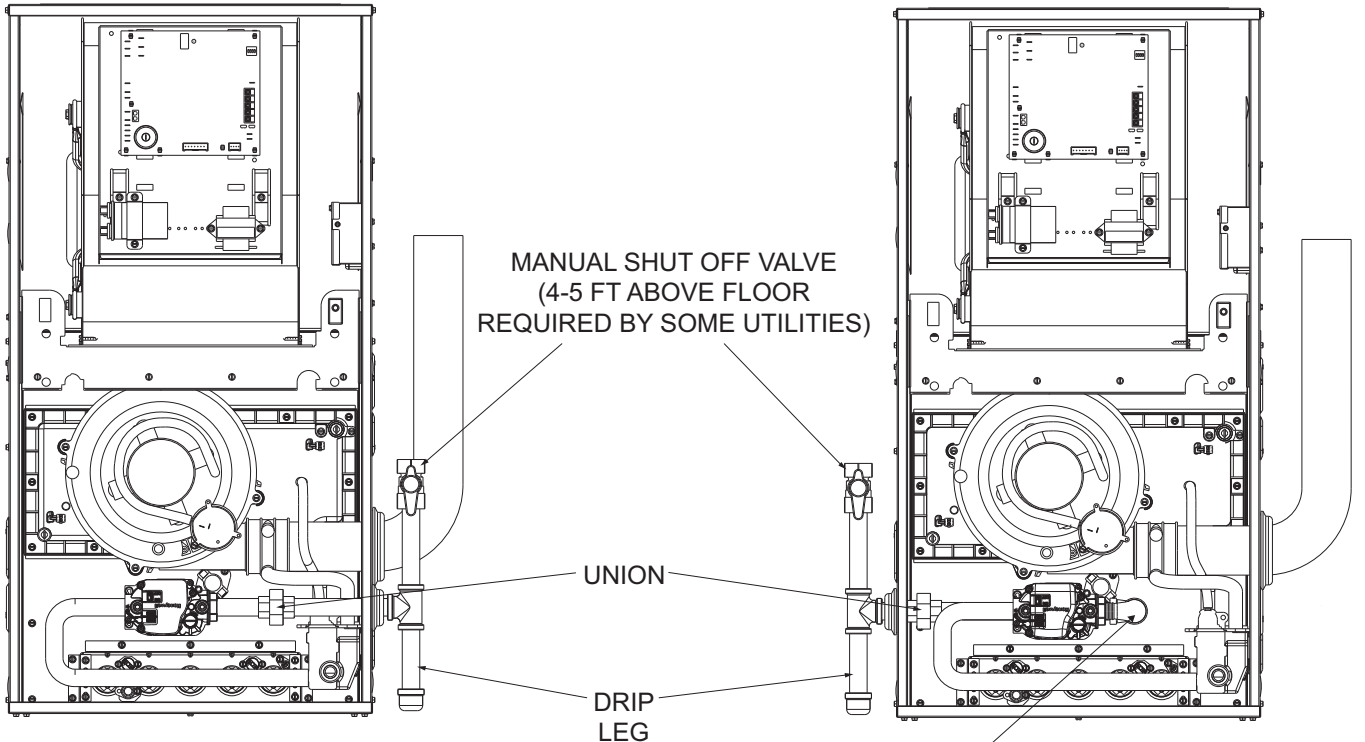 MANUAL SHUT OFF VALVE
(4-5 FT ABOVE FLOOR
REQUIRED BY SOME UTILITIES)
UNION
DRIP
LEG